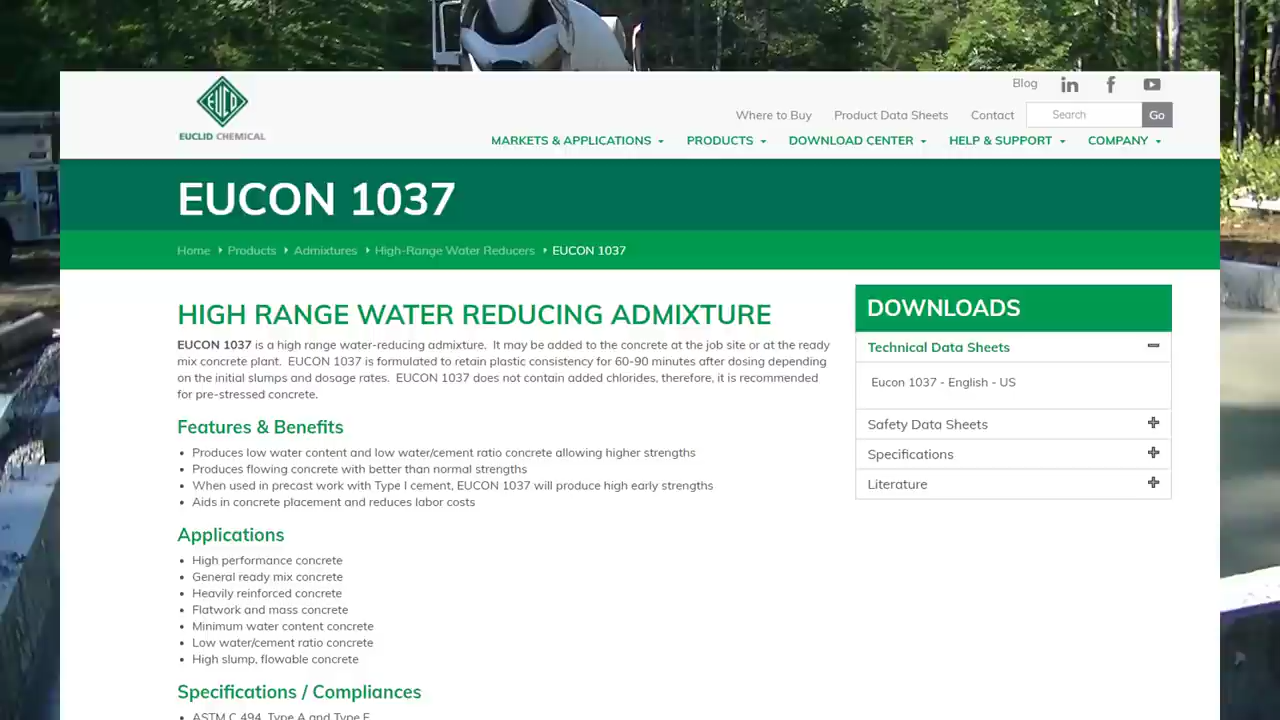 Blog
EUCO
EUCLID CHEMICAL
Where to Buy Product Data Sheets Contact Search Go
MARKETS & APPLICATIONS PRODUCTS DOWNLOAD CENTER HELP & SUPPORT COMPANY
EUCON 1037
Home Products Admixtures High-Range Water Reducers EUCON 1037
HIGH RANGE WATER REDUCING ADMIXTURE
EUCON 1037 is a high range water-reducing admixture. It may be added to the concrete at the job site or at the ready
mix concrete plant. EUCON 1037 is formulated to retain plastic consistency for 60-90 minutes after dosing depending
on the initial slumps and dosage rates. EUCON 1037 does not contain added chlorides, therefore, it is recommended
for pre-stressed concrete.
Features & Benefits
• Produces low water content and low water/cement ratio concrete allowing higher strengths
• Produces flowing concrete with better than normal strengths
• When used in precast work with Type I cement, EUCON 1037 will produce high early strengths
• Aids in concrete placement and reduces labor costs
Applications
• High performance concrete
• General ready mix concrete
• Heavily reinforced concrete
• Flatwork and mass concrete
• Minimum water content concrete
• Low water/cement ratio concrete
• High slump, flowable concrete
Specifications / Compliances
• ASTM C 494, Type A and Type F
DOWNLOADS
Technical Data Sheets
Eucon 1037 - English - US
Safety Data Sheets
Specifications
Literature